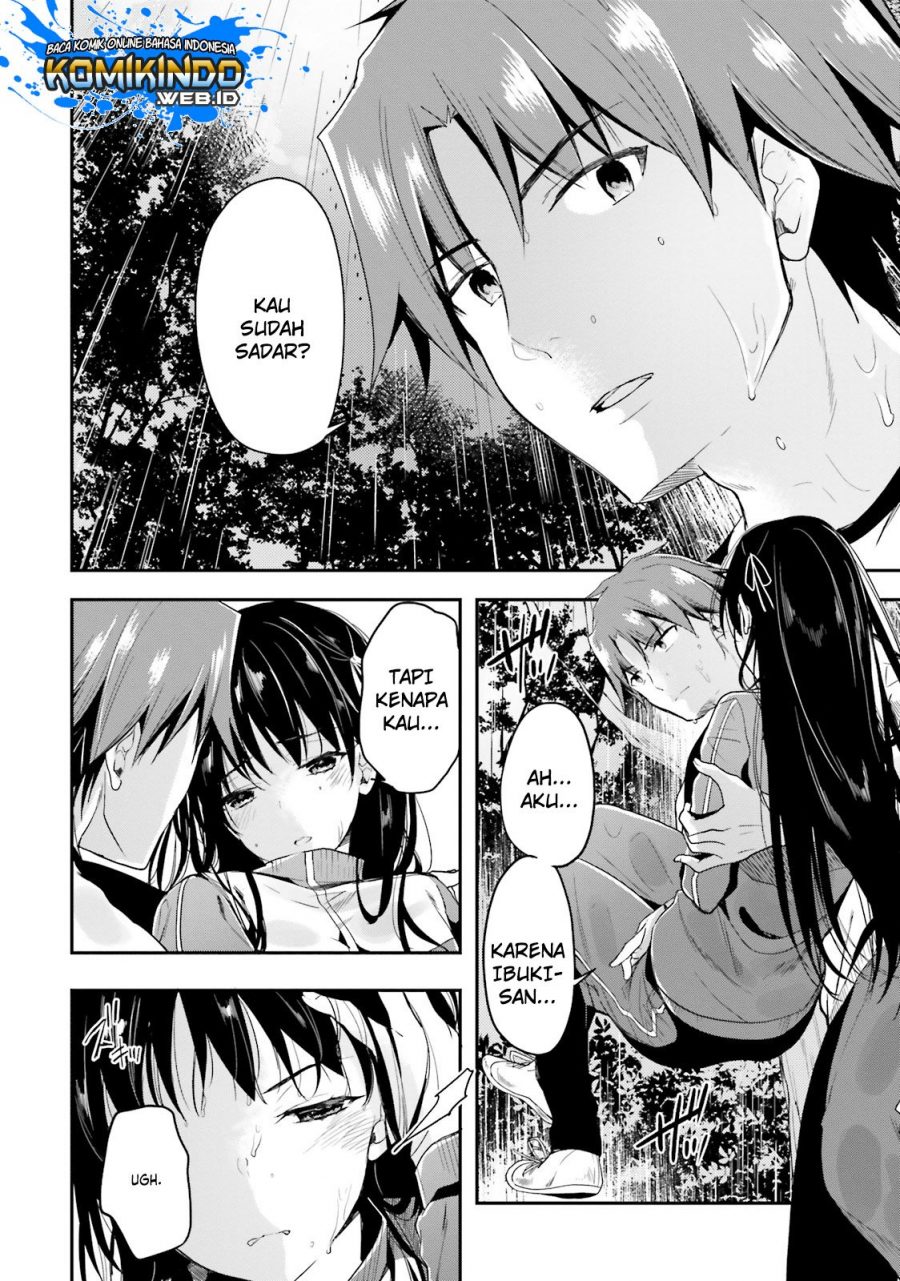 BACA KOMIK ONLINE BAHASA INDONESIA
KOMIKINDO
WEB.ID
KAU
SUDAH
SADAR?
AH...
AKU...
KARENA
IBUKI-
SAN...
TAPI
KENAPA
KAU...
UGH.